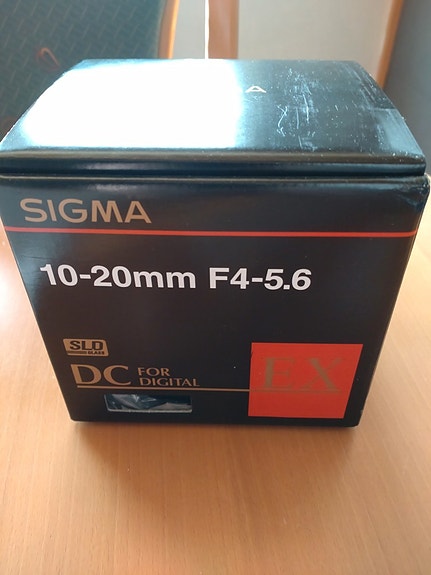 A
SIGMA
10-20mm F4-5.6
SLD
GLASS
DC FOR DIGITAL
EX